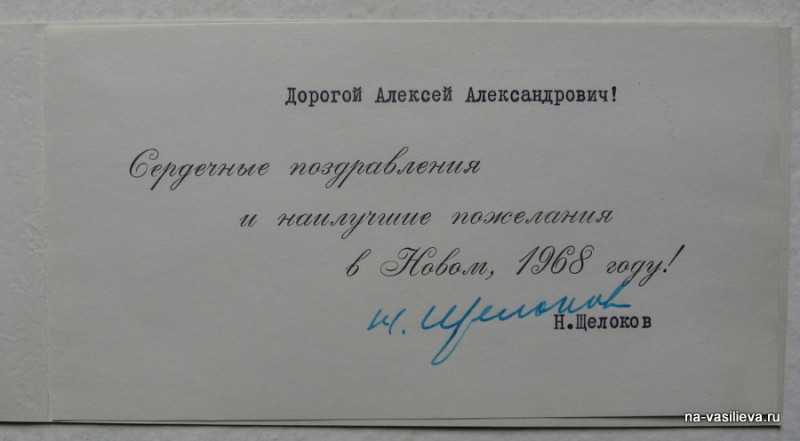 Дорогой Алексей Александрович!
Сердечные поздравления
и наилучшие пожелания
в Новом, 1968 году!
Н. Щелоков
Н.Щелоков
na-vasilieva.ru